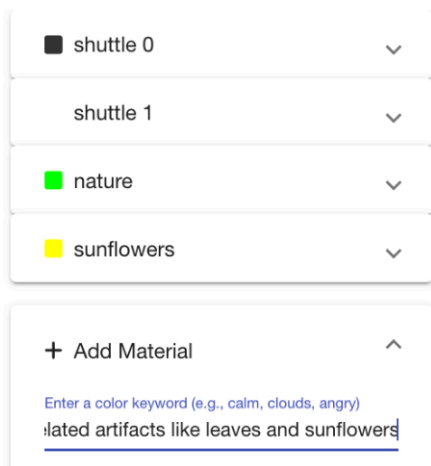 shuttle 0
shuttle 1
nature
sunflowers
+ Add Material
Enter a color keyword (e.g., calm, clouds, angry)
lated artifacts like leaves and sunflowers